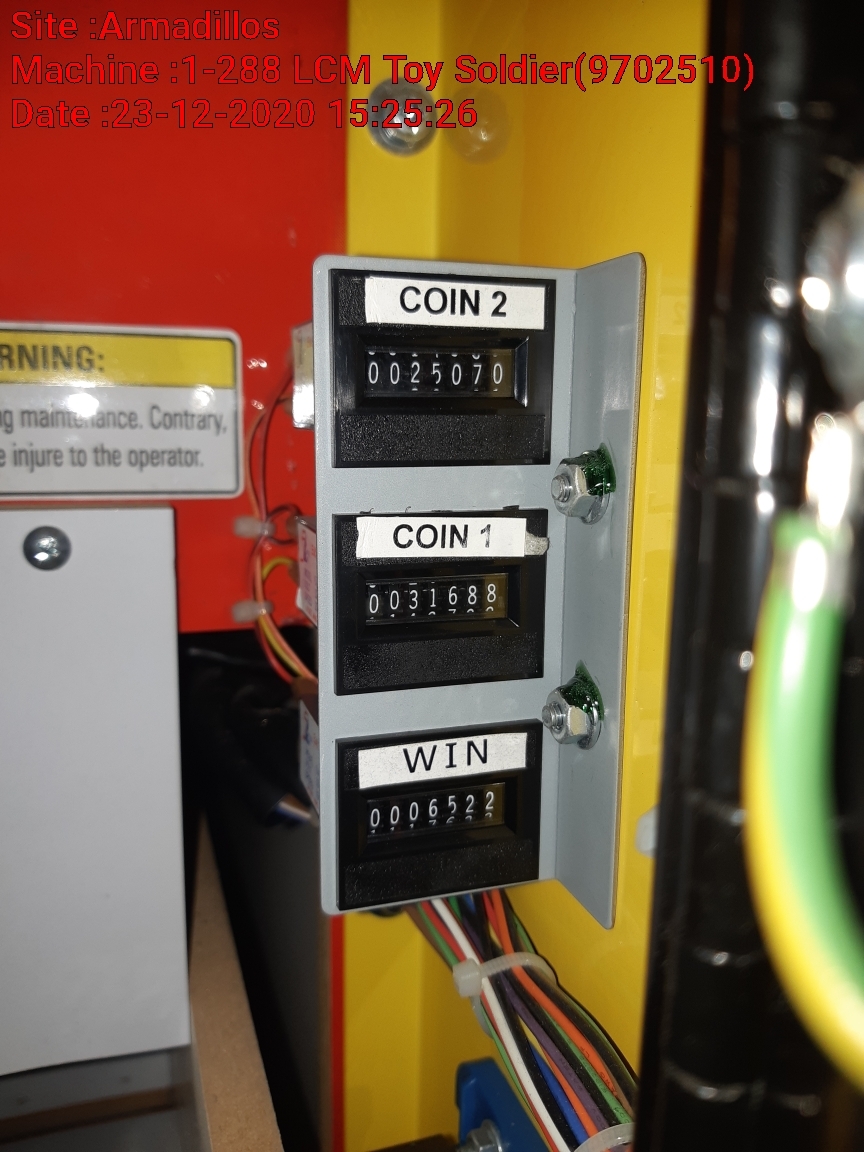 Site :Armadillos
Machine :1-288 LCM Toy Soldier(9702510)
Date :23-12-2020 15:25:26
COIN 2
0025070
RNING:
ng maintenance. Contrary,
e injure to the operator.
COIN 1
0031688
WIN
0006522